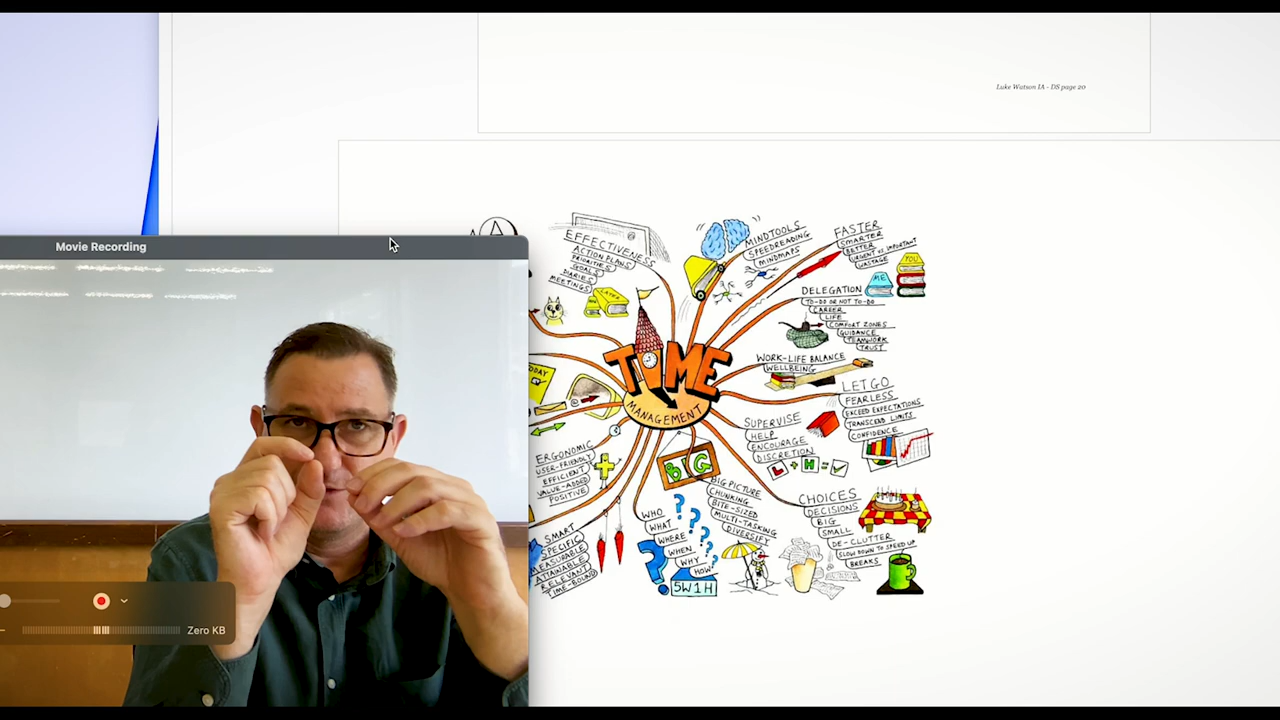 Luke Watson IA - DS page 20
Movie Recording
Zero KB
EFFECTIVENESS
ACTION PLANS
PRIORITIES
GOALS
DIARIES
MEETINGS
MINDTOOLS
SPEEDREADING
MINDMAPS
FASTER
SMARTER
BETTER
URGENT VS IMPORTANT
WASTAGE
YOU
ME
DELEGATION
TO-DO OR NOT TO-DO
CAREER
LIFE
COMFORT ZONES
GUIDANCE
TEAMWORK
TRUST
TIME
MANAGEMENT
WORK-LIFE BALANCE
WELLBEING
LET GO
FEARLESS
EXCEED EXPECTATIONS
TRANSCEND LIMITS
CONFIDENCE
SUPERVISE
HELP
ENCOURAGE
DISCRETION
L + H = ✓
CHOICES
DECISIONS
BIG
SMALL
DE-CLUTTER
SLOW DOWN TO SPEED UP
BREAKS
BIG
BIG PICTURE
CHUNKING
BITE-SIZED
MULTI-TASKING
DIVERSIFY
WHO
WHAT
WHERE
WHEN
WHY
HOW?
5W1H
ERGONOMIC
USER-FRIENDLY
EFFICIENT
VALUE-ADDED
POSITIVE
SMART
SPECIFIC
MEASURABLE
ATTAINABLE
RELEVANT
TIME-BOUND